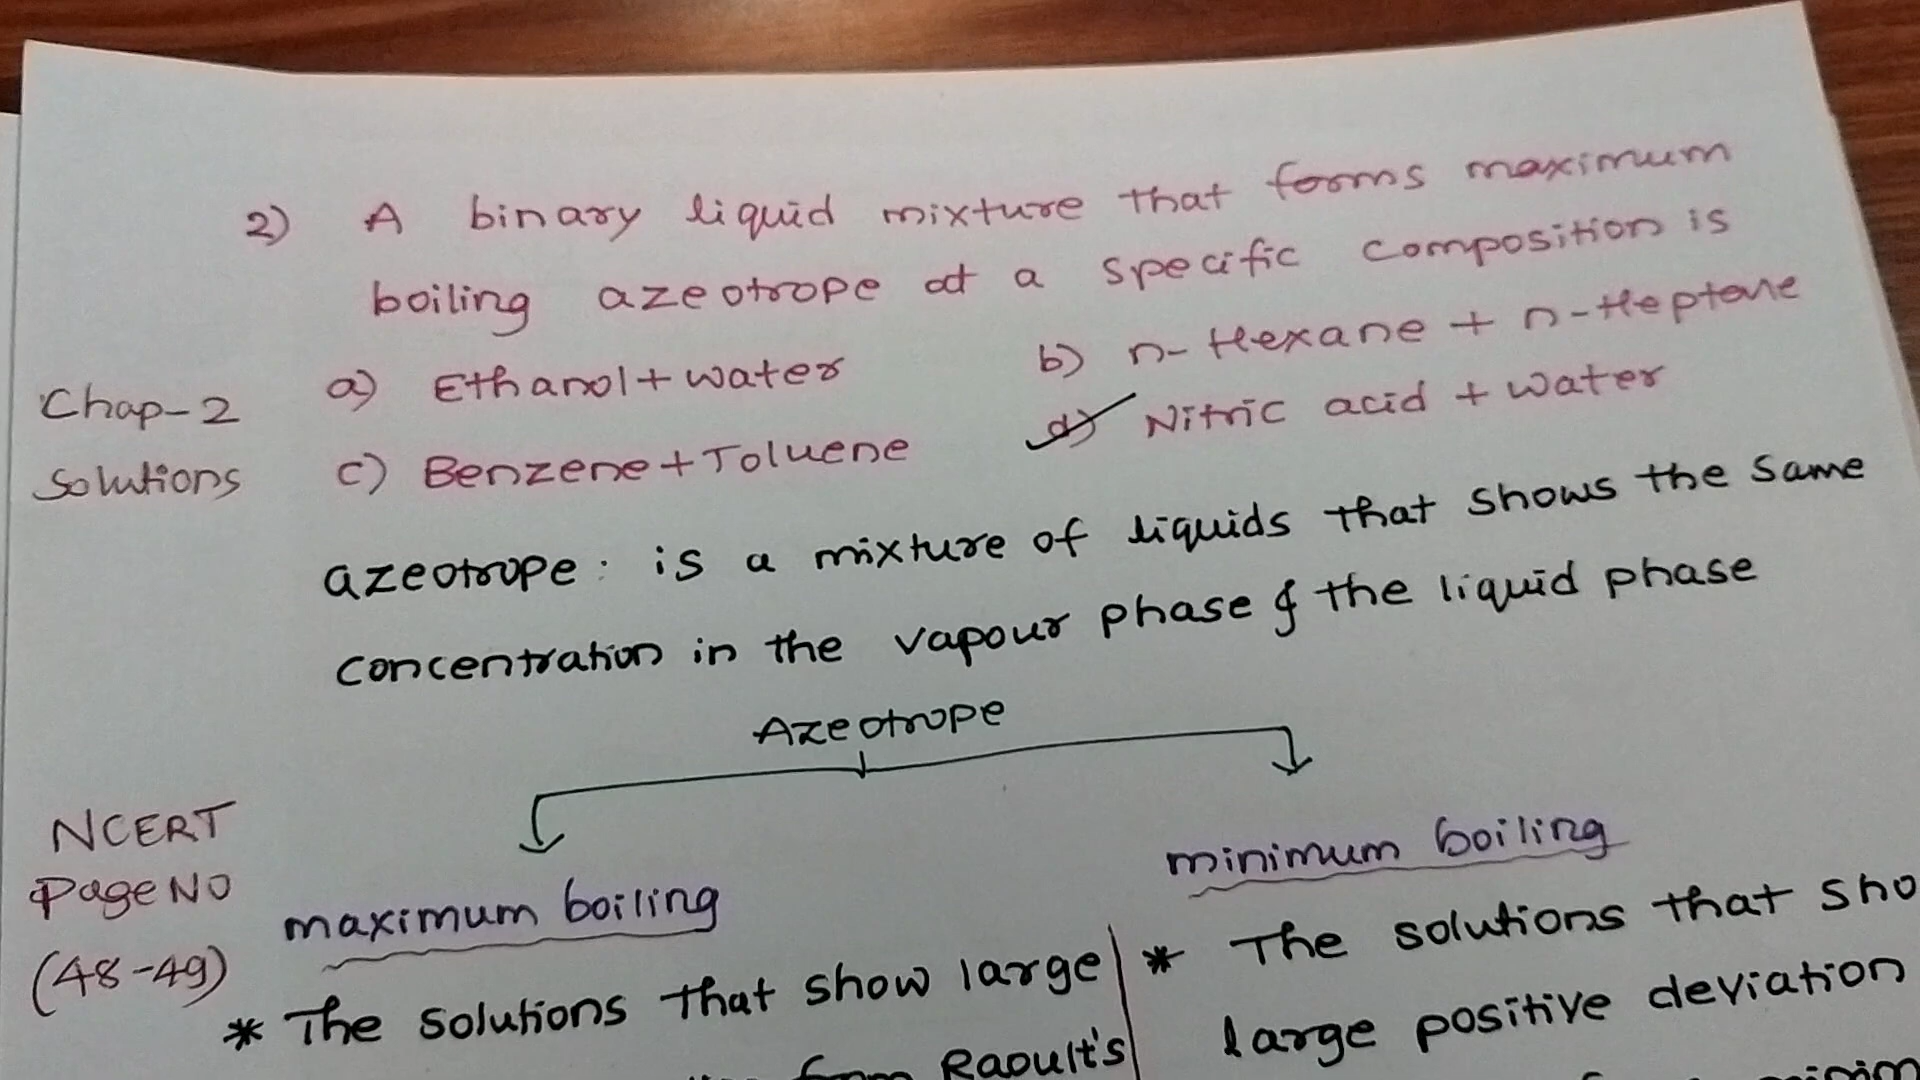 2) A binary liquid mixture that forms maximum
boiling azeotrope at a specific composition is
a) Ethanol + water b) n-Hexane + n-Heptane
Chap-2
c) Benzene + Toluene d) Nitric acid + water
Solutions
azeotrope: is a mixture of liquids that shows the same
concentration in the vapour phase & the liquid phase
Azeotrope
NCERT
Page No
(48-49)
maximum boiling
* The solutions that show large
from Raoult's
minimum boiling
* The solutions that sho
large positive deviation